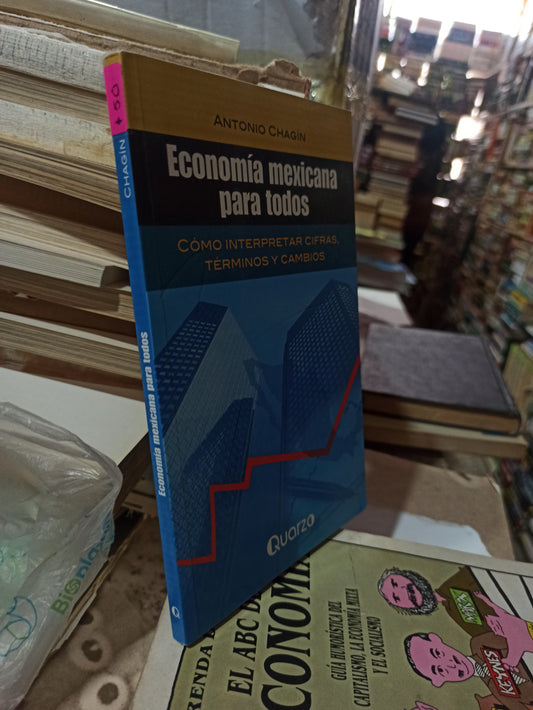 ANTONIO CHAGÍN
Economía mexicana
para todos
CÓMO INTERPRETAR CIFRAS,
TÉRMINOS Y CAMBIOS
Quarzo
CHAGÍN
Economía mexicana para todos
EL ABC DE
ECONOMÍ
GUÍA HUMORÍSTICA DEL
CAPITALISMO, LA ECONOMÍA MIXTA
Y EL SOCIALISMO
KEYNES